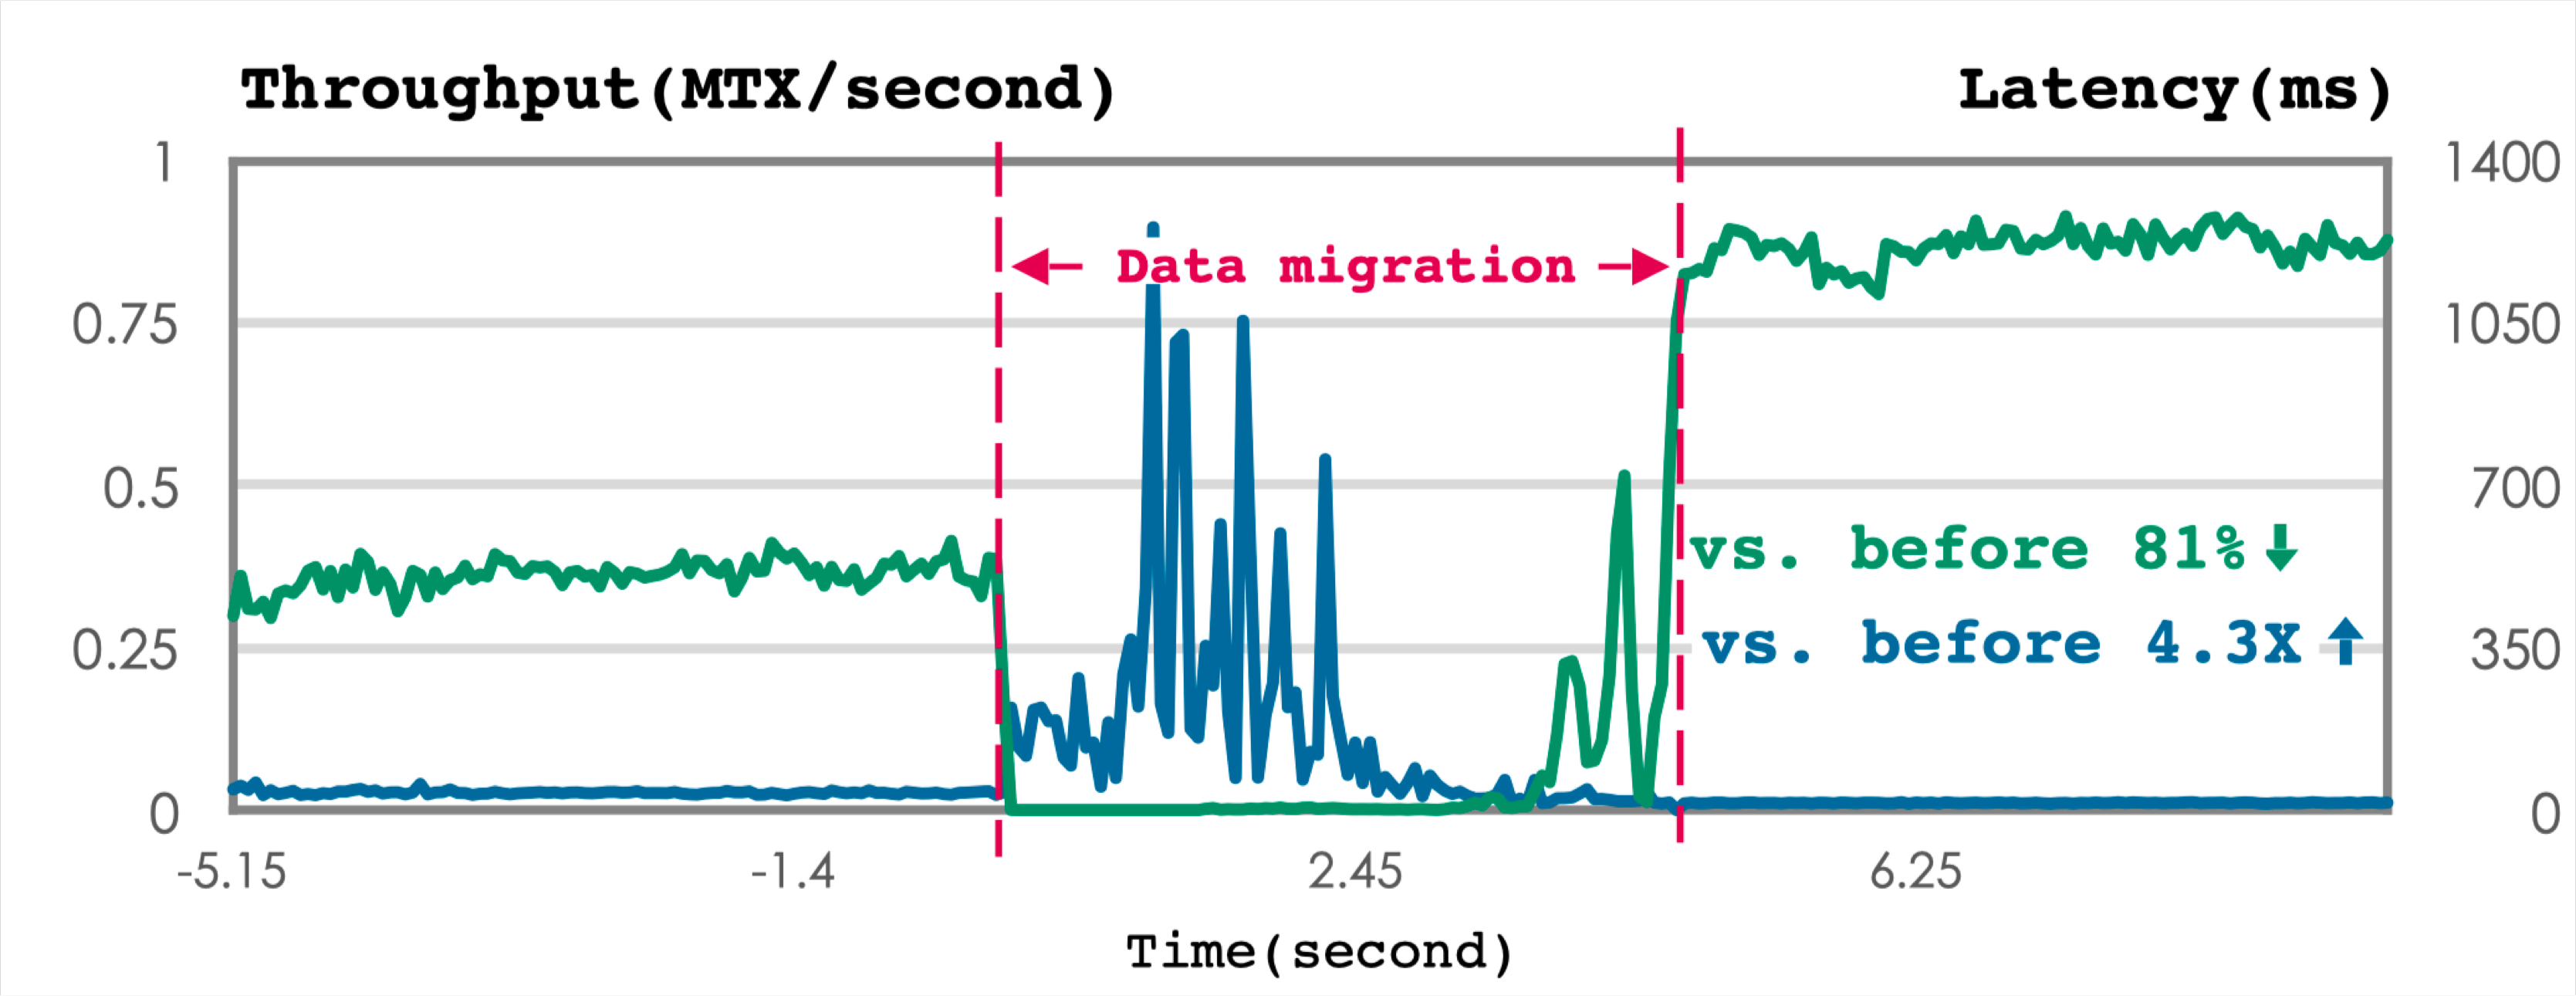 Throughput(MTX/second)
Latency(ms)
1
1400
Data migration
0.75
1050
0.5
700
vs. before 81%↓
0.25
350
vs. before 4.3X↑
0
0
-5.15
-1.4
2.45
6.25
Time(second)